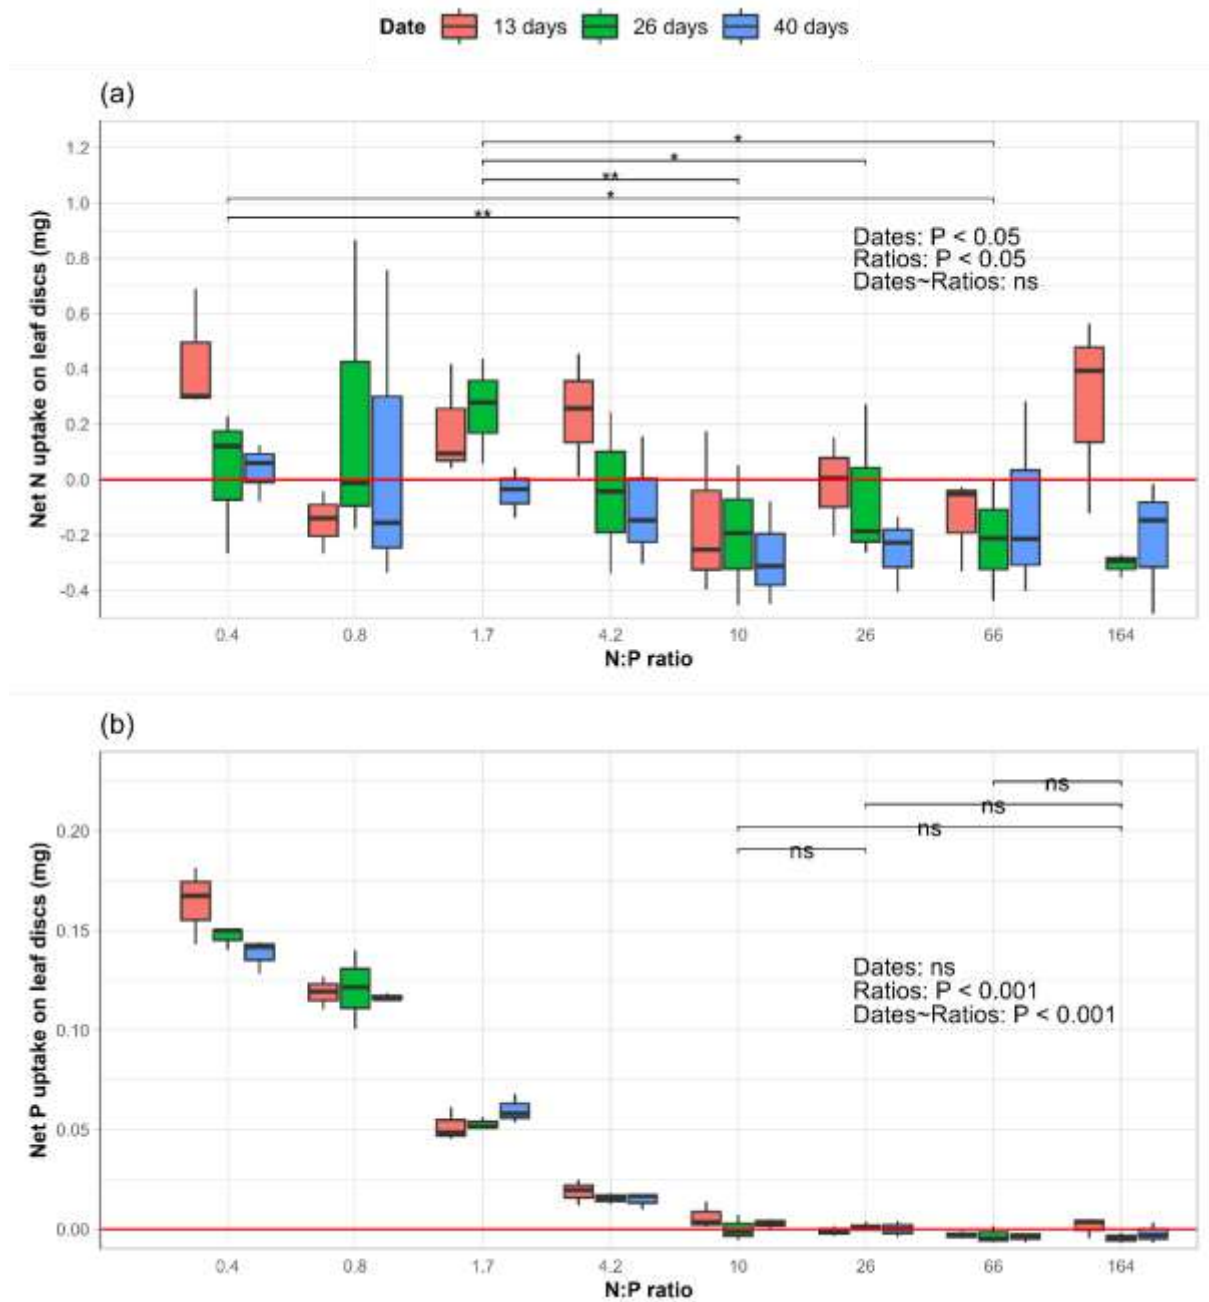 Date 13 days 26 days 40 days
(a)
Net N uptake on leaf discs (mg)
1.2
1.0
0.8
0.6
0.4
0.2
0.0
-0.2
-0.4
*
*
**
*
**
Dates: P < 0.05
Ratios: P < 0.05
Dates~Ratios: ns
0.4 0.8 1.7 4.2 10 26 66 164
N:P ratio
(b)
Net P uptake on leaf discs (mg)
0.20
0.15
0.10
0.05
0.00
ns
ns
ns
ns
Dates: ns
Ratios: P < 0.001
Dates~Ratios: P < 0.001
0.4 0.8 1.7 4.2 10 26 66 164
N:P ratio